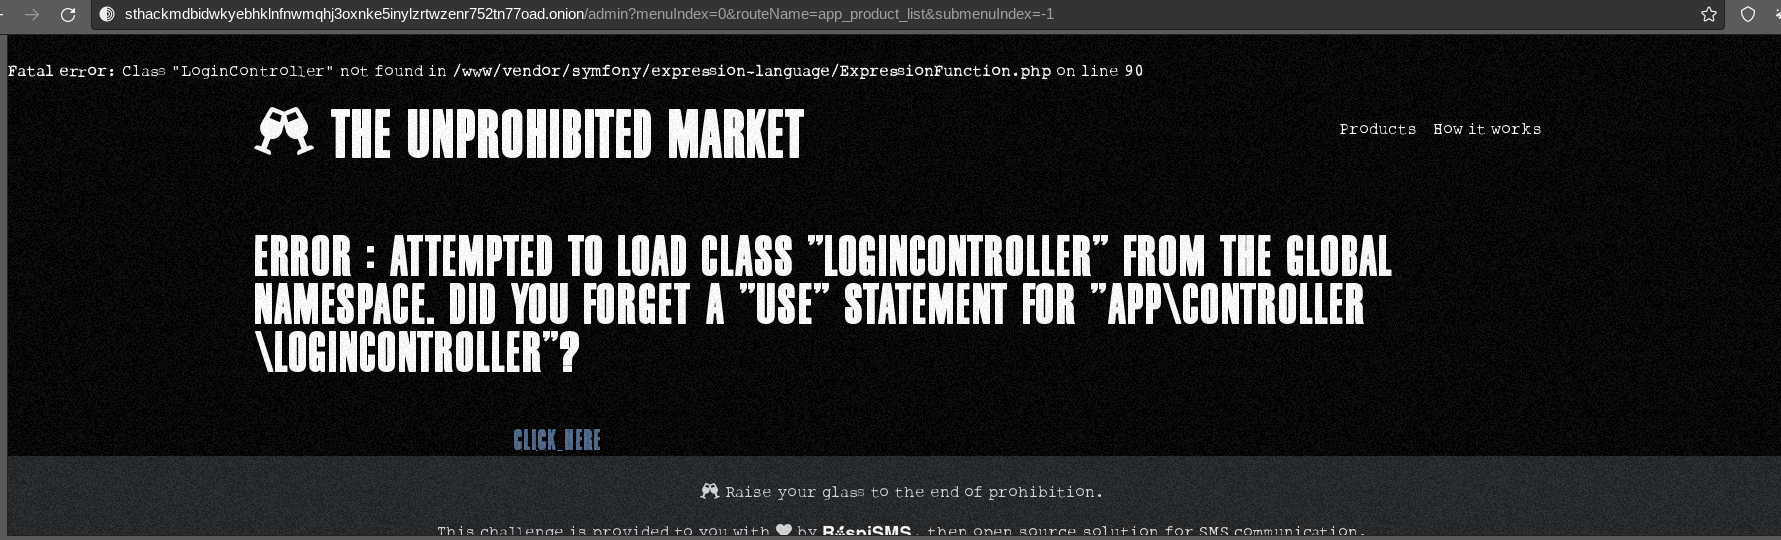 sthackmdbidwkyebhklnfnwmqhj3oxnke5inylzrtwzenr752tn77oad.onion/admin?menuIndex=0&routeName=app_product_list&submenuIndex=-1
Fatal error: Class "LoginController" not found in /www/vendor/symfony/expression-language/ExpressionFunction.php on line 90
THE UNPROHIBITED MARKET
Products How it works
ERROR : ATTEMPTED TO LOAD CLASS "LOGINCONTROLLER" FROM THE GLOBAL
NAMESPACE. DID YOU FORGET A "USE" STATEMENT FOR "APP\CONTROLLER
\LOGINCONTROLLER"?
CLICK HERE
Raise your glass to the end of prohibition.
This challenge is provided to you with by RaspiSMS, then open source solution for SMS communication.